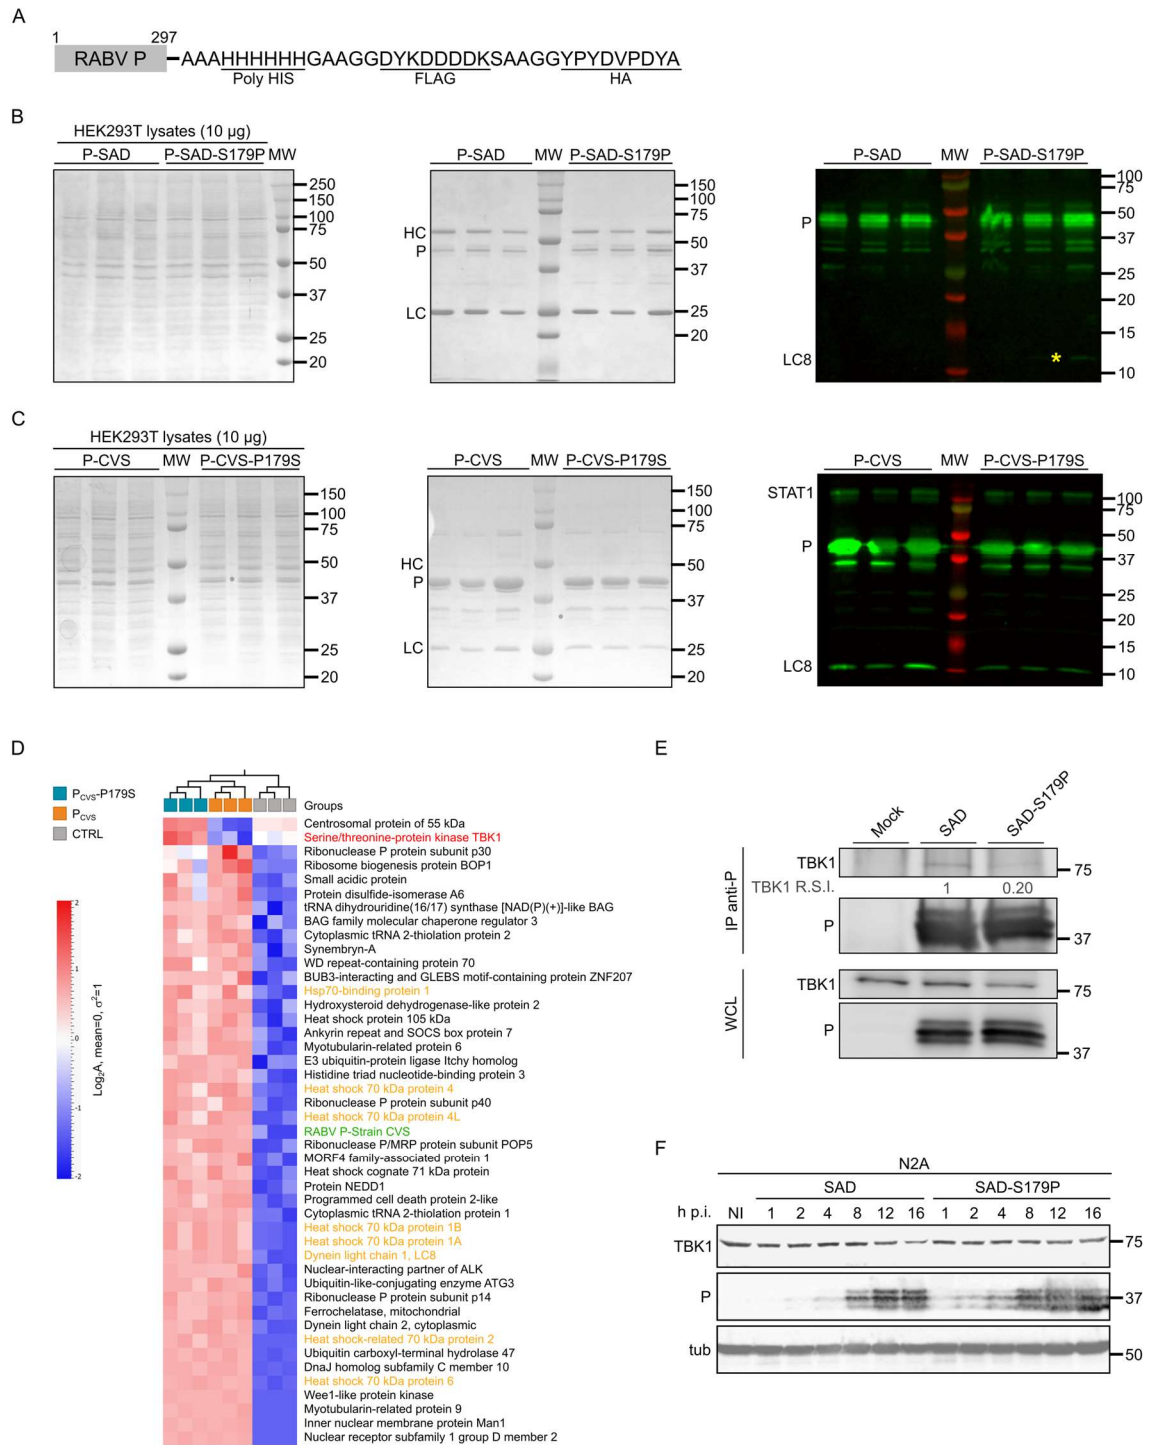 A
1 297
RABV P AAAHHHHHHGAAGGDYKDDDDKSAAGGYPYDVPDYA
Poly HIS FLAG HA
B
HEK293T lysates (10 µg)
P-SAD P-SAD-S179P MW
250
150
100
75
50
37
25
20
P-SAD MW P-SAD-S179P
HC
P
LC
150
100
75
50
37
25
20
P-SAD MW P-SAD-S179P
P
LC8
*
100
75
50
37
25
20
15
10
C
HEK293T lysates (10 µg)
P-CVS MW P-CVS-P179S
150
100
75
50
37
25
20
P-CVS MW P-CVS-P179S
HC
P
LC
150
100
75
50
37
25
20
P-CVS MW P-CVS-P179S
STAT1
P
LC8
100
75
50
37
25
20
15
10
D
PCVS-P179S
PCVS
CTRL
2
1
0
-1
-2
Log2A, mean=0, σ²=1
Groups
Centrosomal protein of 55 kDa
Serine/threonine-protein kinase TBK1
Ribonuclease P protein subunit p30
Ribosome biogenesis protein BOP1
Small acidic protein
Protein disulfide-isomerase A6
tRNA dihydrouridine(16/17) synthase [NAD(P)(+)]-like BAG
BAG family molecular chaperone regulator 3
Cytoplasmic tRNA 2-thiolation protein 2
Synembryn-A
WD repeat-containing protein 70
BUB3-interacting and GLEBS motif-containing protein ZNF207
Hsp70-binding protein 1
Hydroxysteroid dehydrogenase-like protein 2
Heat shock protein 105 kDa
Ankyrin repeat and SOCS box protein 7
Myotubularin-related protein 6
E3 ubiquitin-protein ligase Itchy homolog
Histidine triad nucleotide-binding protein 3
Heat shock 70 kDa protein 4
Ribonuclease P protein subunit p40
Heat shock 70 kDa protein 4L
RABV P-Strain CVS
Ribonuclease P/MRP protein subunit POP5
MORF4 family-associated protein 1
Heat shock cognate 71 kDa protein
Protein NEDD1
Programmed cell death protein 2-like
Cytoplasmic tRNA 2-thiolation protein 1
Heat shock 70 kDa protein 1B
Heat shock 70 kDa protein 1A
Dynein light chain 1, LC8
Nuclear-interacting partner of ALK
Ubiquitin-like-conjugating enzyme ATG3
Ribonuclease P protein subunit p14
Ferrochelatase, mitochondrial
Dynein light chain 2, cytoplasmic
Heat shock-related 70 kDa protein 2
Ubiquitin carboxyl-terminal hydrolase 47
DnaJ homolog subfamily C member 10
Heat shock 70 kDa protein 6
Wee1-like protein kinase
Myotubularin-related protein 9
Inner nuclear membrane protein Man1
Nuclear receptor subfamily 1 group D member 2
E
Mock SAD SAD-S179P
IP anti-P
TBK1 75
TBK1 R.S.I. 1 0.20
P 37
WCL
TBK1 75
P 37
F
N2A
SAD SAD-S179P
h p.i. NI 1 2 4 8 12 16 1 2 4 8 12 16
TBK1 75
P 37
tub 50